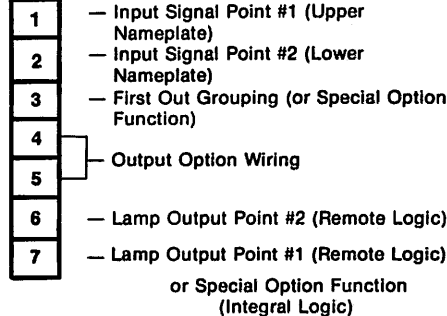 1 — Input Signal Point #1 (Upper
Nameplate)
2 — Input Signal Point #2 (Lower
Nameplate)
3 — First Out Grouping (or Special Option
Function)
4
— Output Option Wiring
5
6 — Lamp Output Point #2 (Remote Logic)
7 — Lamp Output Point #1 (Remote Logic)
or Special Option Function
(Integral Logic)